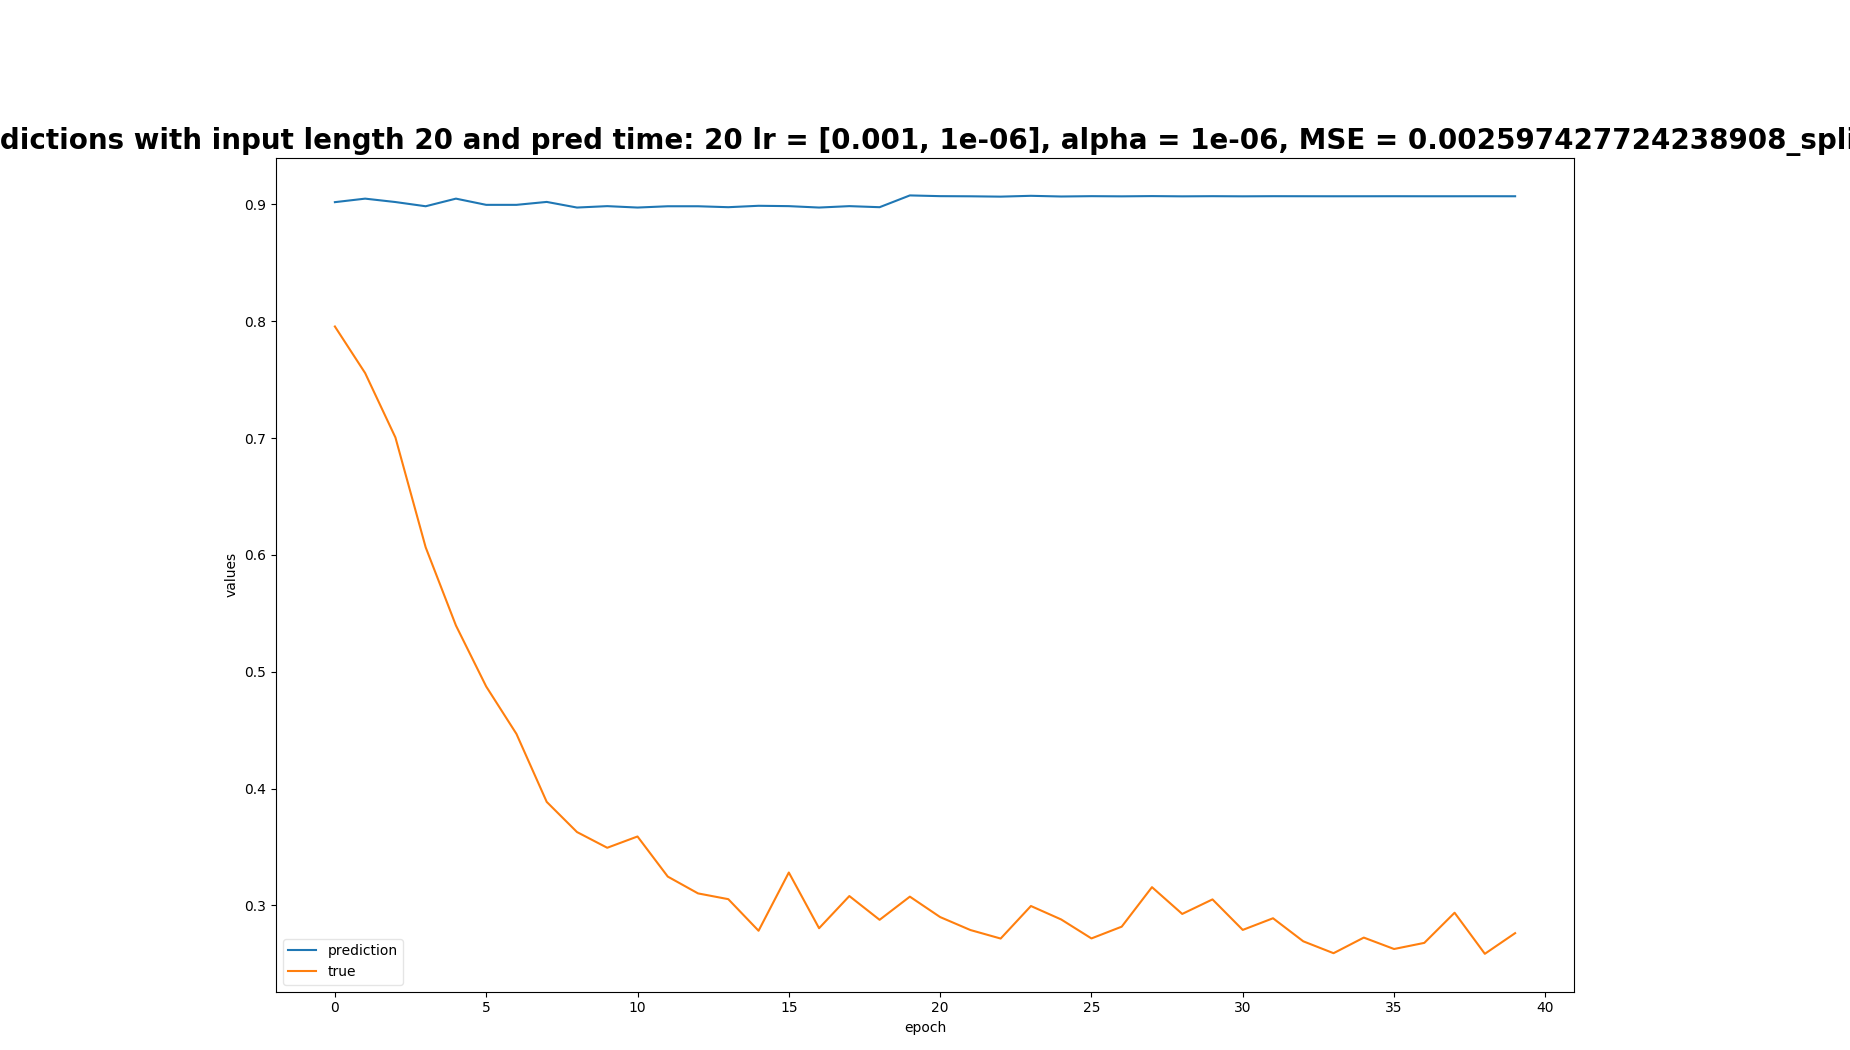 dictions with input length 20 and pred time: 20 lr = [0.001, 1e-06], alpha = 1e-06, MSE = 0.002597427724238908_spli
0.9
0.8
0.7
0.6
0.5
0.4
0.3
values
prediction
true
0 5 10 15 20 25 30 35 40
epoch